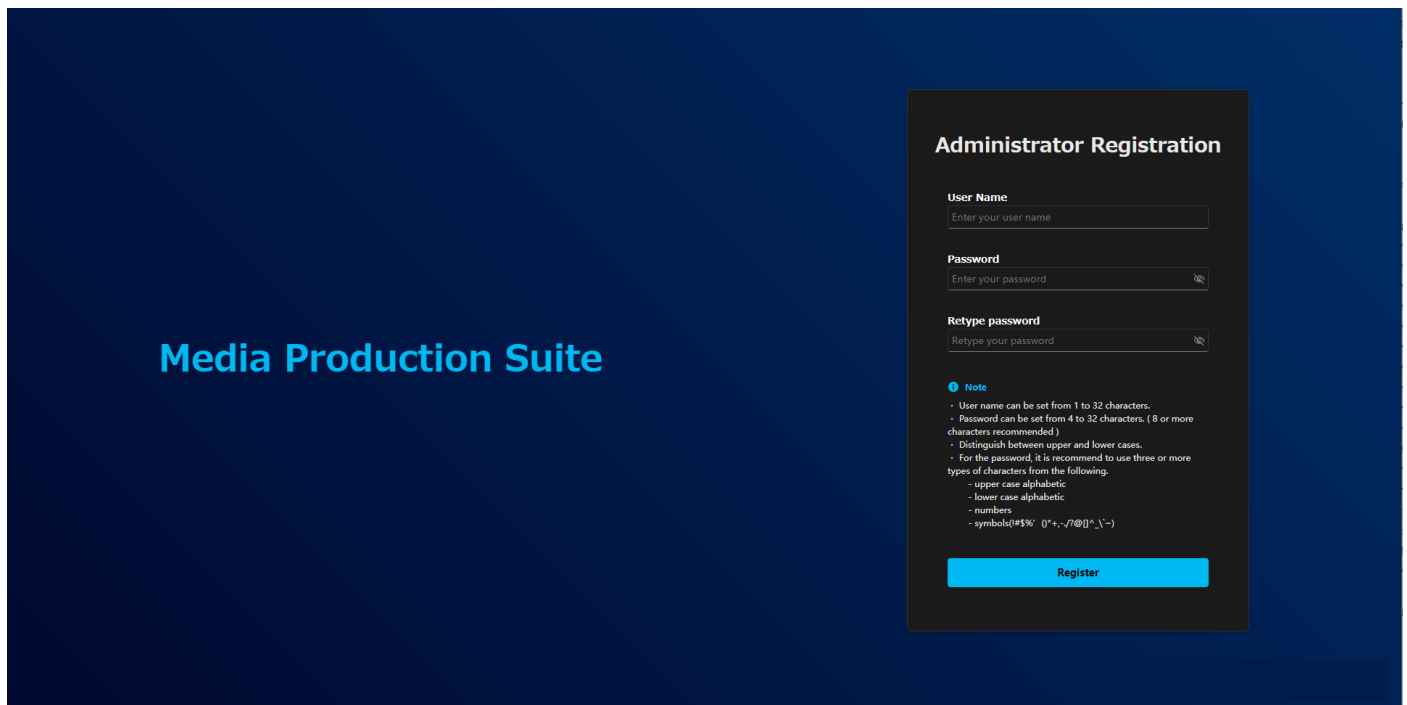 Media Production Suite
Administrator Registration
User Name
Enter your user name
Password
Enter your password
Retype password
Retype your password
Note
・ User name can be set from 1 to 32 characters.
・ Password can be set from 4 to 32 characters. ( 8 or more
characters recommended )
・ Distinguish between upper and lower cases.
・ For the password, it is recommend to use three or more
types of characters from the following.
- upper case alphabetic
- lower case alphabetic
- numbers
- symbols(!#$%' ()*+,-./?@[]^_\`~)
Register